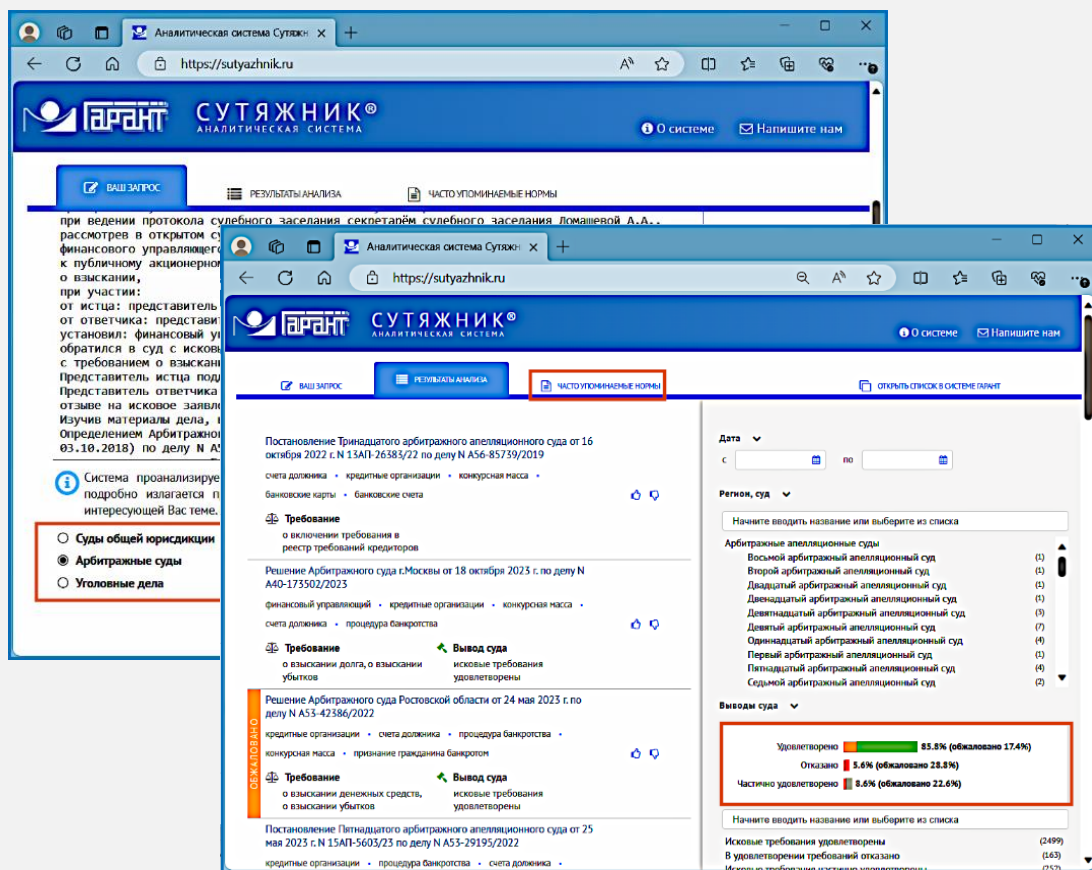 Аналитическая система Сутяжн
https://sutyazhnik.ru
ГАРАНТ
СУТЯЖНИК®
АНАЛИТИЧЕСКАЯ СИСТЕМА
О системе
Напишите нам
ВАШ ЗАПРОС
РЕЗУЛЬТАТЫ АНАЛИЗА
ЧАСТО УПОМИНАЕМЫЕ НОРМЫ
при ведении протокола судебного заседания секретарём судебного заседания Ломашевой А.А.,
рассмотрев в открытом
финансового управляющег
к публичному акционерном
о взыскании,
при участии:
от истца: представитель
от ответчика: представи
установил: финансовый
обратился в суд с исков
с требованием о взыскан
Представитель истца под
Представитель ответчика
отзыве на исковое заявл
Изучив материалы дела,
Определением Арбитражно
03.10.2018) по делу N
Система проанализируе
подробно излагается п
интересующей Вас теме.
Суды общей юрисдикции
Арбитражные суды
Уголовные дела
Аналитическая система Сутяжн
https://sutyazhnik.ru
ГАРАНТ
СУТЯЖНИК®
АНАЛИТИЧЕСКАЯ СИСТЕМА
О системе
Напишите нам
ВАШ ЗАПРОС
РЕЗУЛЬТАТЫ АНАЛИЗА
ЧАСТО УПОМИНАЕМЫЕ НОРМЫ
ОТКРЫТЬ СПИСОК В СИСТЕМЕ ГАРАНТ
Постановление Тринадцатого арбитражного апелляционного суда от 16
октября 2022 г. N 13АП-26383/22 по делу N А56-85739/2019
счета должника • кредитные организации • конкурсная масса •
банковские карты • банковские счета
Требование
о включении требования в
реестр требований кредиторов
Решение Арбитражного суда г.Москвы от 18 октября 2023 г. по делу N
А40-173502/2023
финансовый управляющий • кредитные организации • конкурсная масса •
счета должника • процедура банкротства
Требование
Вывод суда
о взыскании долга, о взыскании
исковые требования
убытков
удовлетворены
ОБЖАЛОВАНО
Решение Арбитражного суда Ростовской области от 24 мая 2023 г. по
делу N А53-42386/2022
кредитные организации • счета должника • процедура банкротства •
конкурсная масса • признание гражданина банкротом
Требование
Вывод суда
о взыскании денежных средств,
исковые требования
о взыскании убытков
удовлетворены
Постановление Пятнадцатого арбитражного апелляционного суда от 25
мая 2023 г. N 15АП-5603/23 по делу N А53-29195/2022
кредитные организации • процедура банкротства • счета должника •
Дата
с
по
Регион, суд
Начните вводить название или выберите из списка
Арбитражные апелляционные суды
Восьмой арбитражный апелляционный суд (1)
Второй арбитражный апелляционный суд (1)
Двадцатый арбитражный апелляционный суд (1)
Двенадцатый арбитражный апелляционный суд (1)
Девятнадцатый арбитражный апелляционный суд (3)
Девятый арбитражный апелляционный суд (7)
Одиннадцатый арбитражный апелляционный суд (4)
Первый арбитражный апелляционный суд (1)
Пятнадцатый арбитражный апелляционный суд (4)
Седьмой арбитражный апелляционный суд (2)
Выводы суда
Удовлетворено 85.8% (обжаловано 17.4%)
Отказано 5.6% (обжаловано 28.8%)
Частично удовлетворено 8.6% (обжаловано 22.6%)
Начните вводить название или выберите из списка
Исковые требования удовлетворены (2499)
В удовлетворении требований отказано (163)
Исковые требования частично удовлетворены (252)